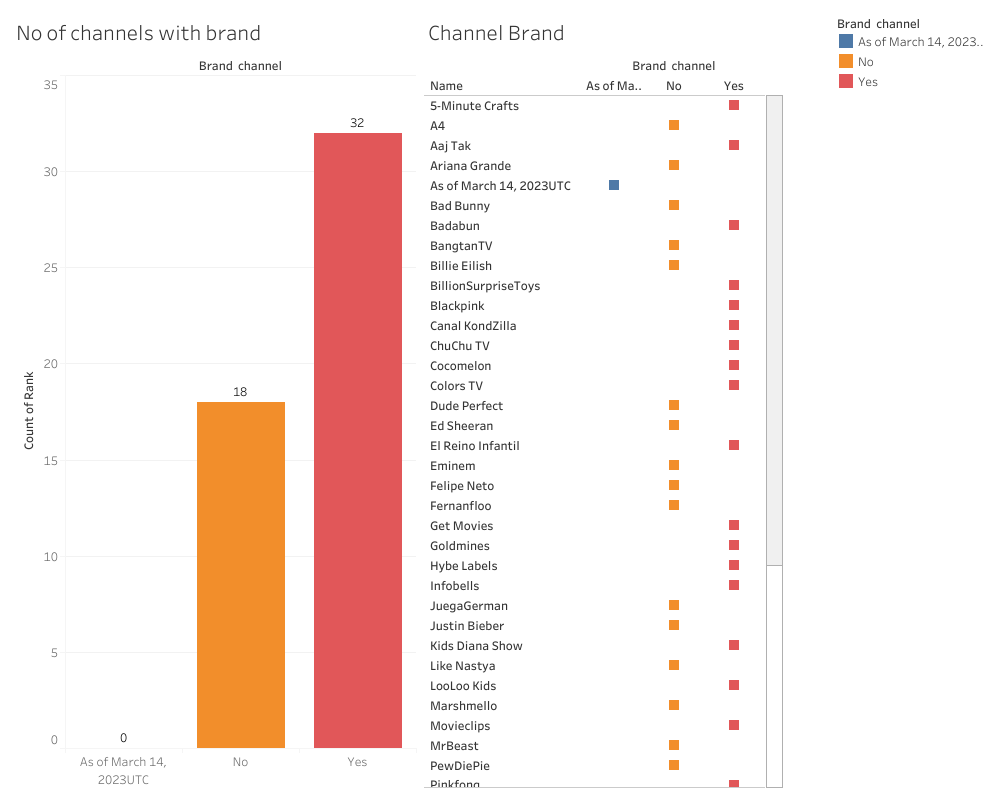 No of channels with brand
Brand channel
35
30
25
20
15
10
5
0
Count of Rank
0
18
32
As of March 14,
2023UTC
No
Yes
Channel Brand
Brand channel
Name As of Ma.. No Yes
5-Minute Crafts
A4
Aaj Tak
Ariana Grande
As of March 14, 2023UTC
Bad Bunny
Badabun
BangtanTV
Billie Eilish
BillionSurpriseToys
Blackpink
Canal KondZilla
ChuChu TV
Cocomelon
Colors TV
Dude Perfect
Ed Sheeran
El Reino Infantil
Eminem
Felipe Neto
Fernanfloo
Get Movies
Goldmines
Hybe Labels
Infobells
JuegaGerman
Justin Bieber
Kids Diana Show
Like Nastya
LooLoo Kids
Marshmello
Movieclips
MrBeast
PewDiePie
Pinkfong
Brand channel
As of March 14, 2023..
No
Yes